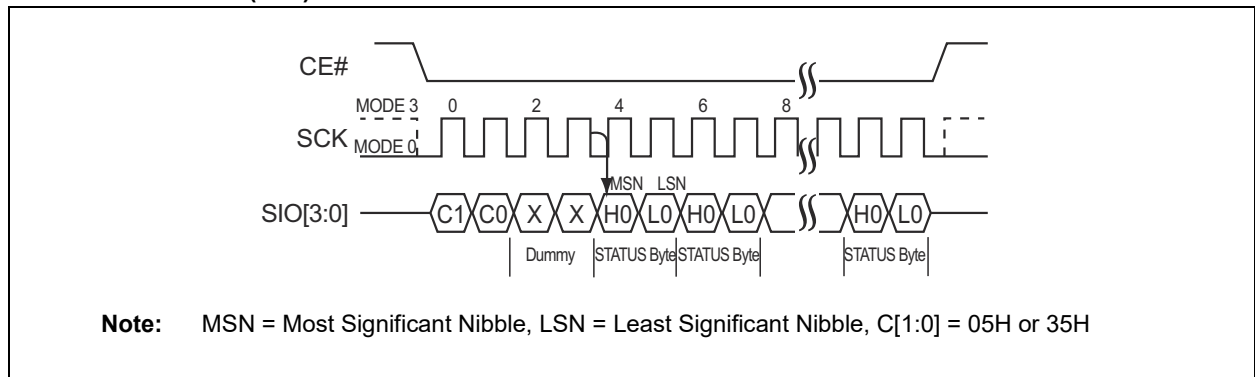 CE#
MODE 3 0 2 4 6 8
SCK
MODE 0
MSN LSN
SIO[3:0] C1 C0 X X H0 L0 H0 L0 H0 L0
Dummy STATUS Byte STATUS Byte STATUS Byte
Note: MSN = Most Significant Nibble, LSN = Least Significant Nibble, C[1:0] = 05H or 35H